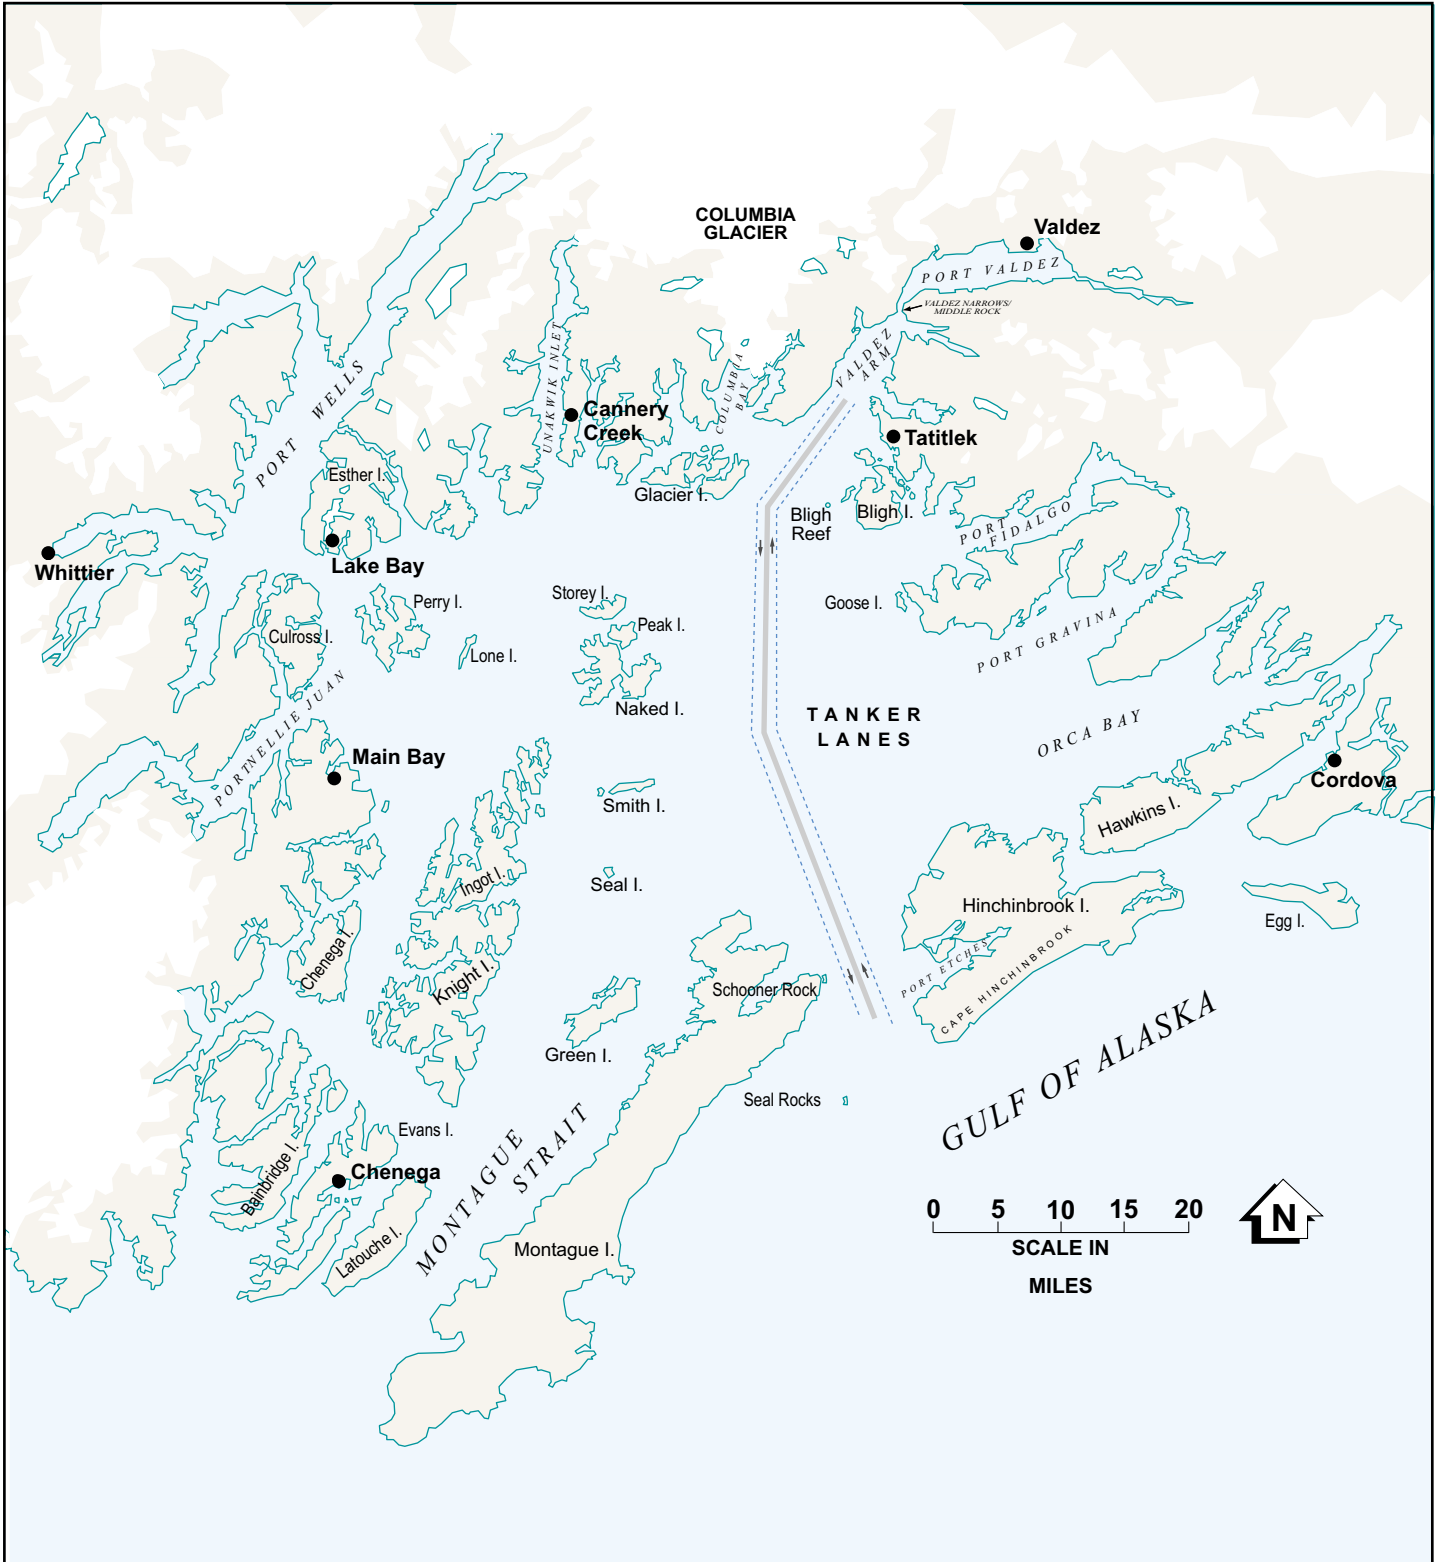 COLUMBIA
GLACIER
Valdez
PORT VALDEZ
VALDEZ NARROWS/
MIDDLE ROCK
VALDEZ
ARM
UNAKWIK INLET
COLUMBIA
BAY
PORT WELLS
Cannery
Creek
Tatitlek
Esther I.
Glacier I.
Bligh
Reef
Bligh I.
PORT
FIDALGO
Whittier
Lake Bay
Storey I.
Perry I.
Goose I.
Peak I.
Culross I.
Lone I.
PORT GRAVINA
Naked I.
TANKER
LANES
PORT NELLIE JUAN
ORCA BAY
Main Bay
Cordova
Smith I.
Hawkins I.
Ingot I.
Seal I.
Hinchinbrook I.
Egg I.
Chenega I.
Knight I.
Schooner Rock
PORT ETCHES
CAPE HINCHINBROOK
Green I.
GULF OF ALASKA
Seal Rocks
Evans I.
MONTAGUE
STRAIT
Bainbridge I.
Chenega
Latouche I.
Montague I.
0 5 10 15 20
SCALE IN
MILES
N